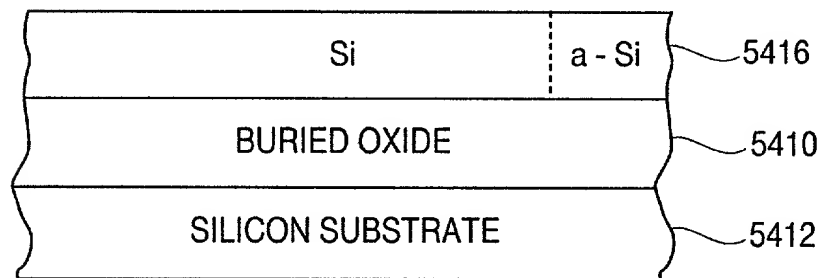 Si a - Si 5416
BURIED OXIDE 5410
SILICON SUBSTRATE 5412